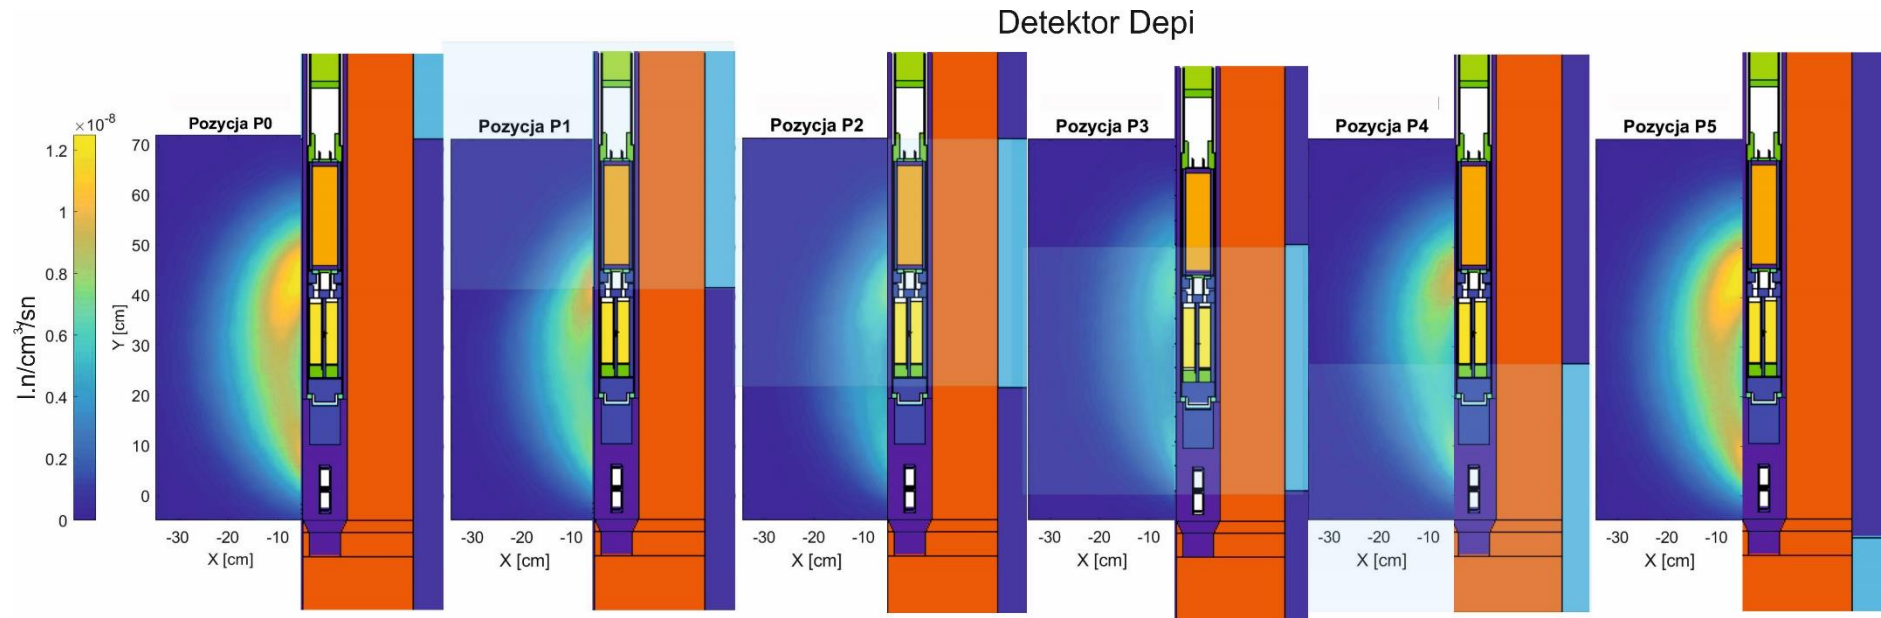 Detektor Depi
×10⁻⁸
1.2
1
0.8
0.6
0.4
0.2
0
l.n/cm³/sn
Pozycja P0
Pozycja P1
Pozycja P2
Pozycja P3
Pozycja P4
Pozycja P5
70
60
50
40
30
20
10
0
Y [cm]
-30 -20 -10
-30 -20 -10
-30 -20 -10
-30 -20 -10
-30 -20 -10
-30 -20 -10
X [cm]
X [cm]
X [cm]
X [cm]
X [cm]
X [cm]